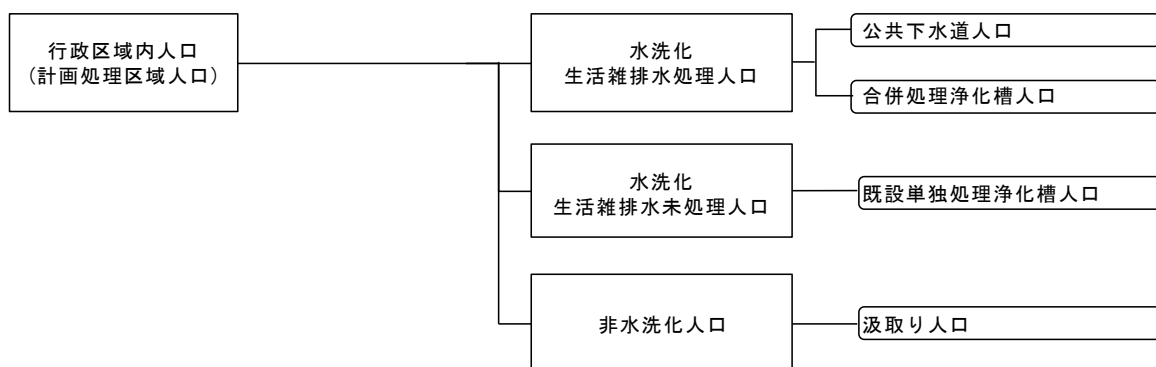 行政区域内人口
(計画処理区域人口)
水洗化
生活雑排水処理人口
公共下水道人口
合併処理浄化槽人口
水洗化
生活雑排水未処理人口
既設単独処理浄化槽人口
非水洗化人口
汲取り人口